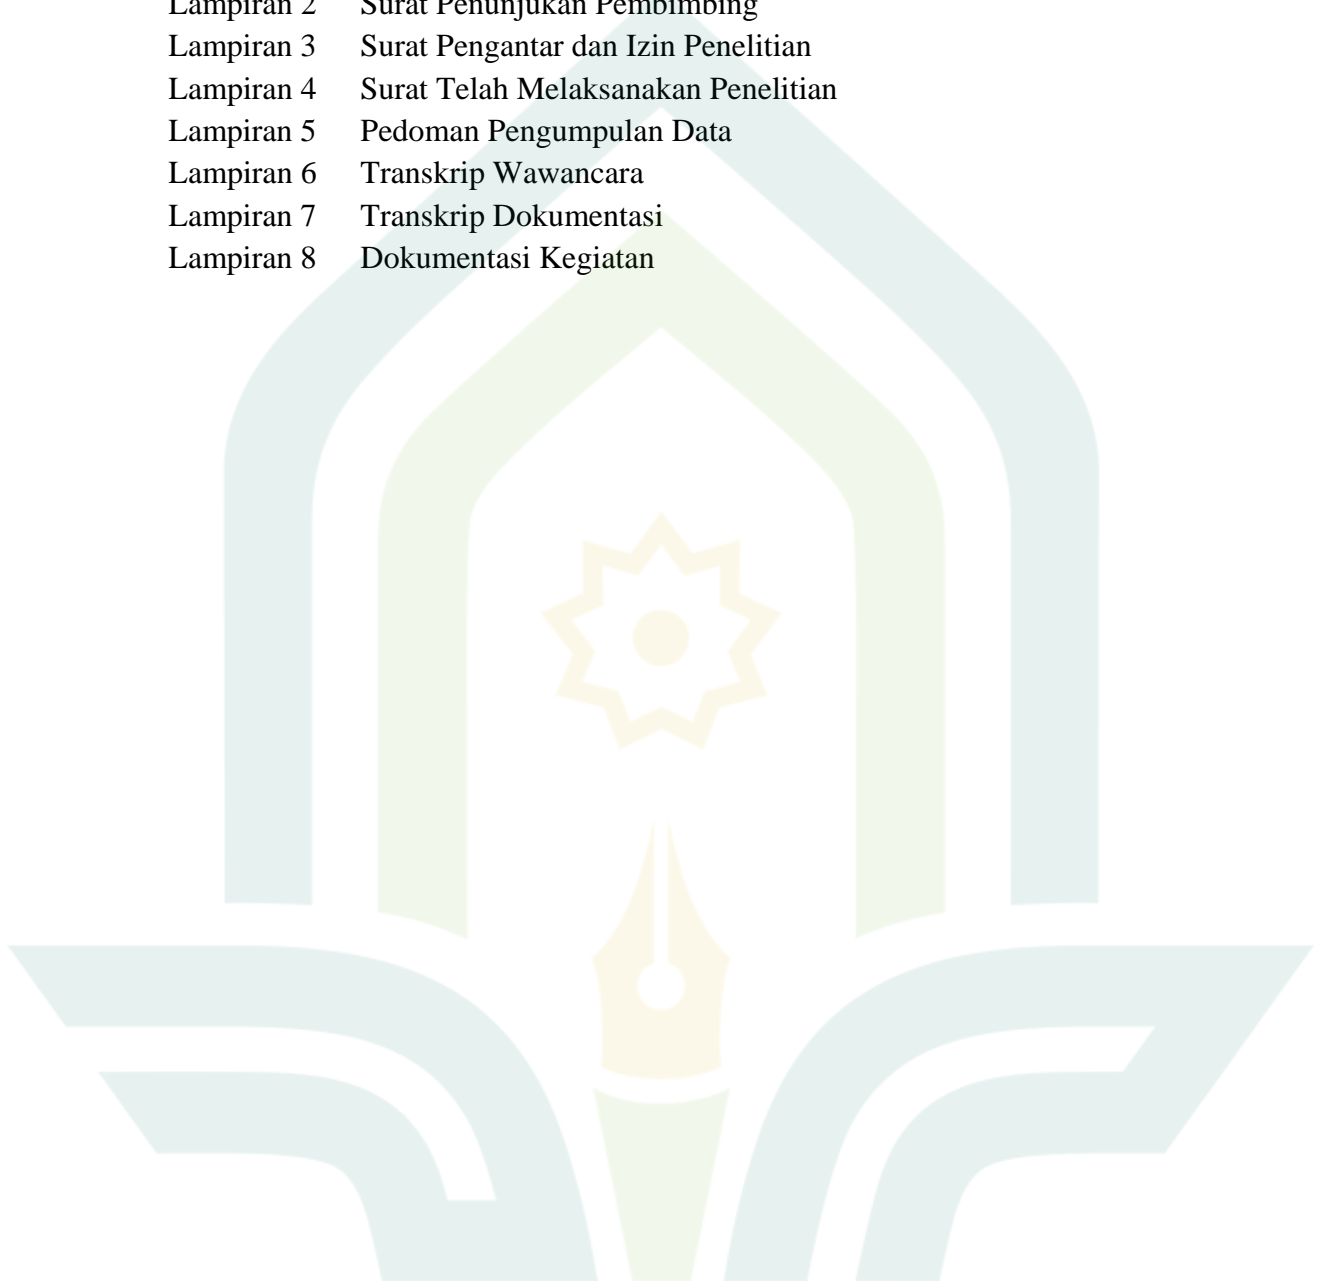 Lampiran 2 Surat Penunjukan Pembimbing
Lampiran 3 Surat Pengantar dan Izin Penelitian
Lampiran 4 Surat Telah Melaksanakan Penelitian
Lampiran 5 Pedoman Pengumpulan Data
Lampiran 6 Transkrip Wawancara
Lampiran 7 Transkrip Dokumentasi
Lampiran 8 Dokumentasi Kegiatan